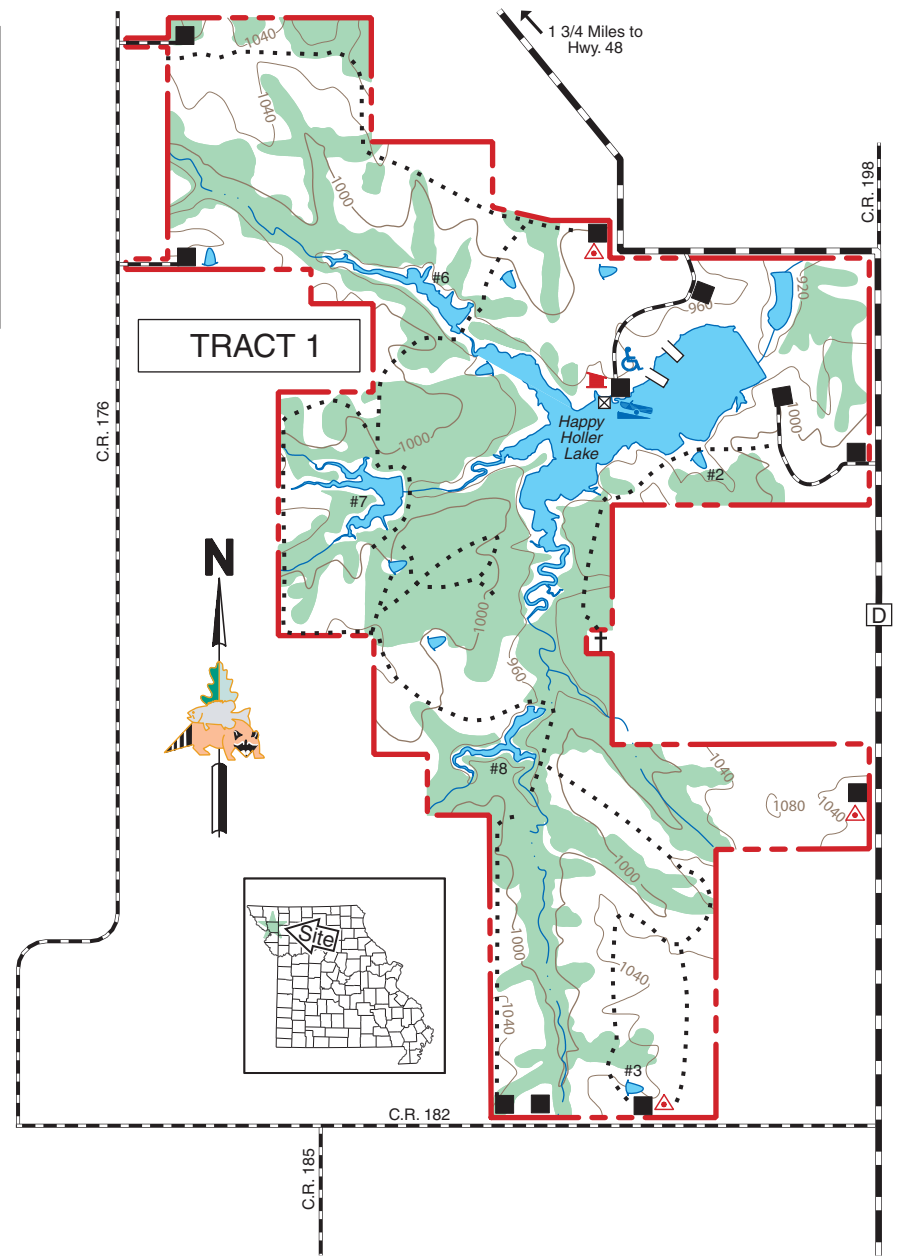 1 3/4 Miles to
Hwy. 48
1040
1040
C.R. 198
1000
#6
920
960
TRACT 1
Happy
Holler
Lake
1000
C.R. 176
1000
#2
#7
N
1000
D
960
#8
1040
1080
1040
1000
Site
1000
1040
1040
#3
C.R. 182
C.R. 185